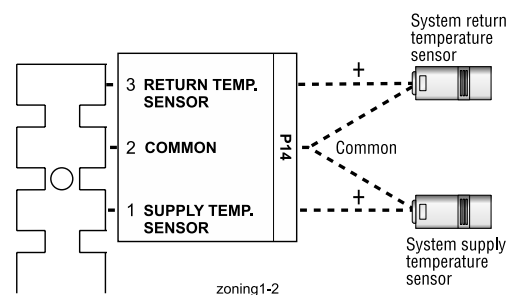 System return
temperature
sensor
+
3 RETURN TEMP.
SENSOR
2 COMMON
P14
Common
+
1 SUPPLY TEMP.
SENSOR
System supply
temperature
sensor
zoning1-2